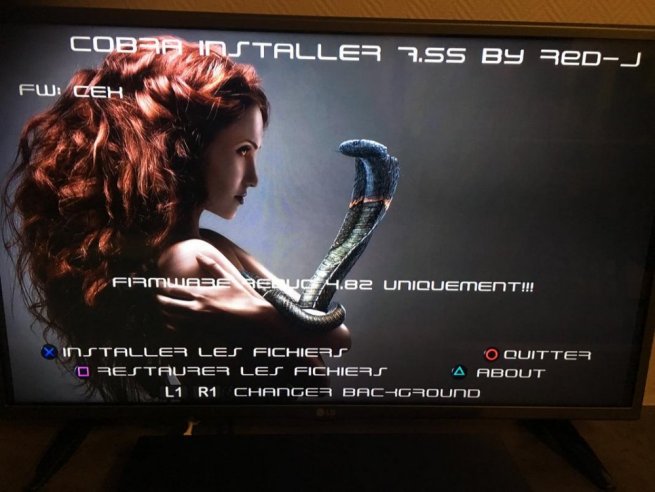 COBRA INSTALLER 7.55 BY RED-J
FW: CEX
FIRMWARE REBUG 4.82 UNIQUEMENT!!!
INSTALLER LES FICHIERS
QUITTER
RESTAURER LES FICHIERS
ABOUT
L1 R1 CHANGER BACKGROUND
LG